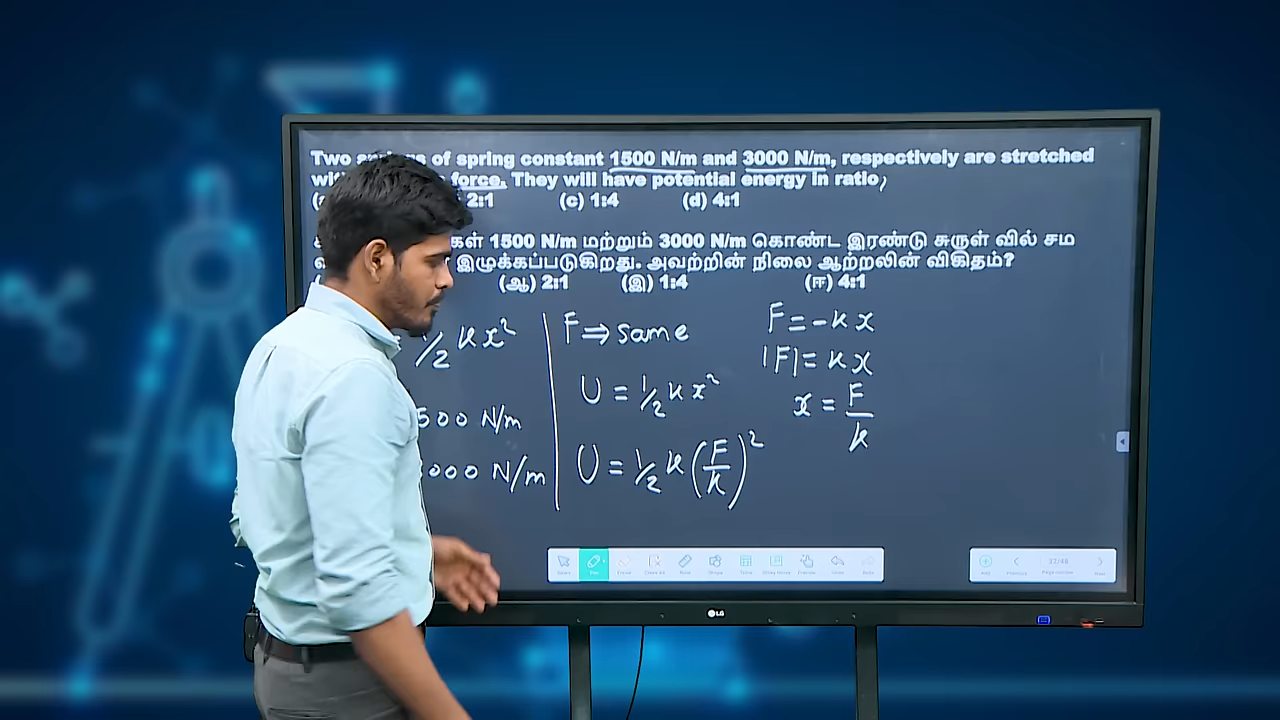 Two of spring constant 1500 N/m and 3000 N/m, respectively are stretched
force. They will have potential energy in ratio,
2:1 (c) 1:4 (d) 4:1
1500 N/m மற்றும் 3000 N/m கொண்ட இரண்டு சுருள் வில் சம
இழுக்கப்படுகிறது. அவற்றின் நிலை ஆற்றலின் விகிதம்?
(ஆ) 2:1 (இ) 1:4 (ஈ) 4:1
1/2 kx²
500 N/m
000 N/m
F ⇒ same
U = 1/2 kx²
U = 1/2 k (F/k)²
F = -kx
|F| = kx
x = F/k
32/48
LG